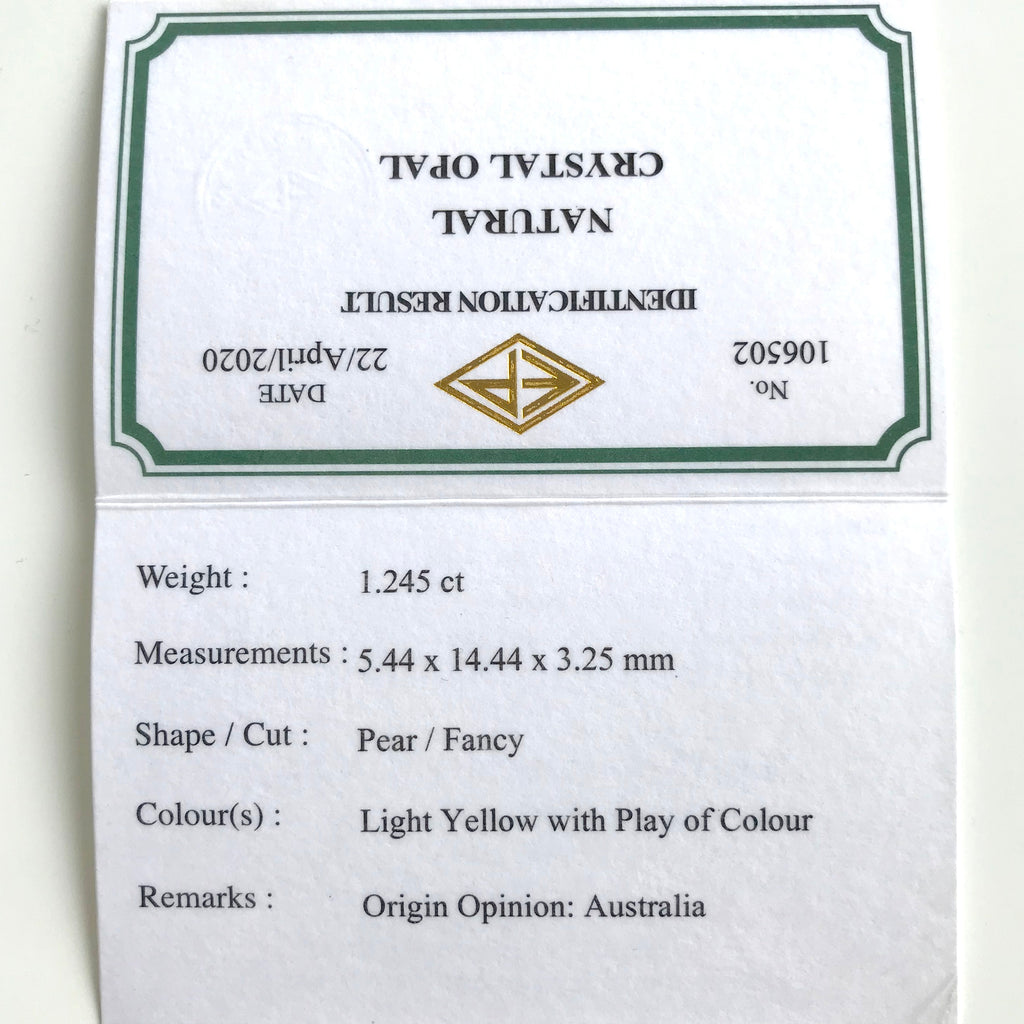 No.
106502
DATE
22/April/2020
IDENTIFICATION RESULT
NATURAL
CRYSTAL OPAL
Weight : 1.245 ct
Measurements : 5.44 x 14.44 x 3.25 mm
Shape / Cut : Pear / Fancy
Colour(s) : Light Yellow with Play of Colour
Remarks : Origin Opinion: Australia